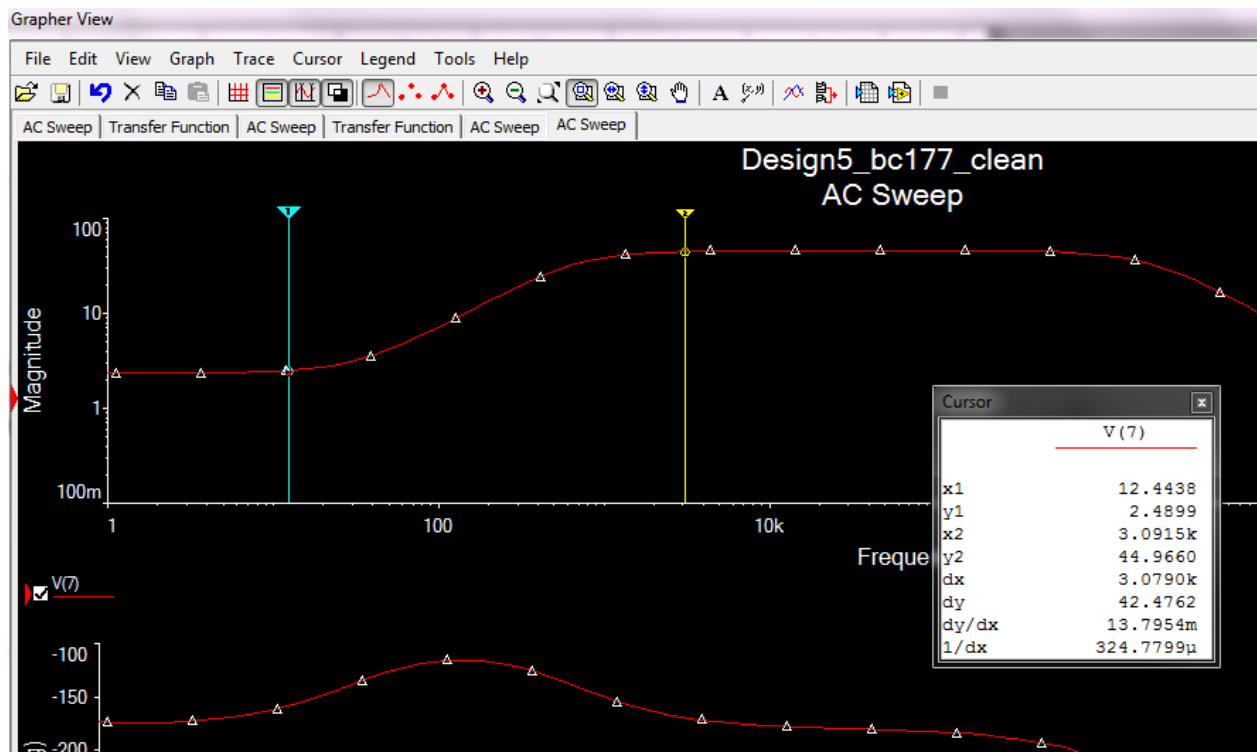 Grapher View
File Edit View Graph Trace Cursor Legend Tools Help
A (x,y)
AC Sweep Transfer Function AC Sweep Transfer Function AC Sweep AC Sweep
Design5_bc177_clean
AC Sweep
1 2
100
10
1
100m
Magnitude
1 100 10k
Freque
Cursor x
V(7)
x1 12.4438
y1 2.4899
x2 3.0915k
y2 44.9660
dx 3.0790k
dy 42.4762
dy/dx 13.7954m
1/dx 324.7799µ
V(7)
-100
-150
-200